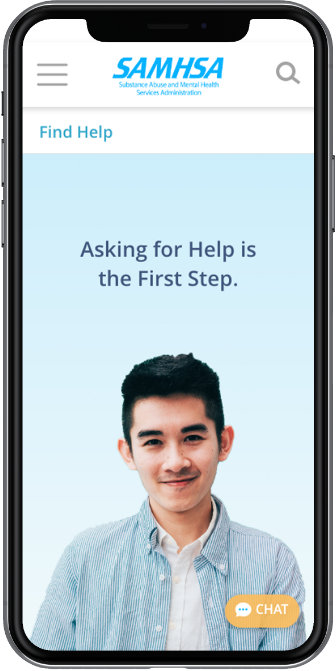 SAMHSA
Substance Abuse and Mental Health
Services Administration
Find Help
Asking for Help is
the First Step.
CHAT